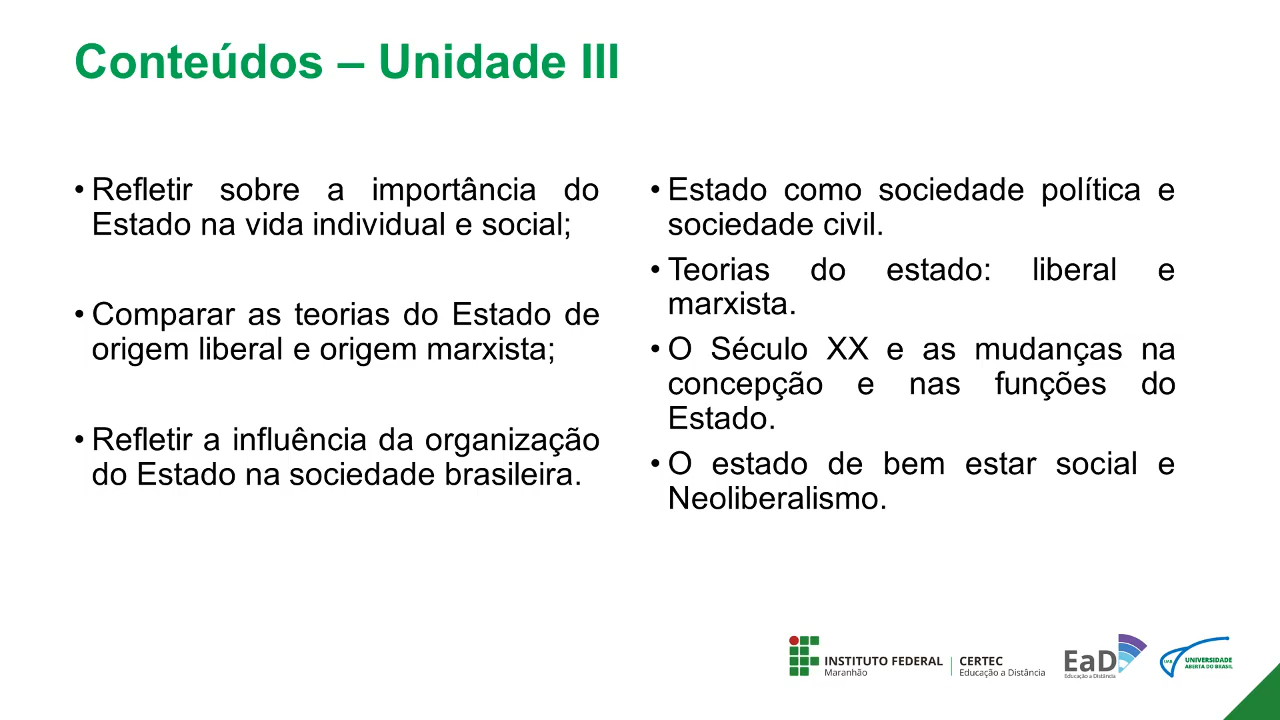 Conteúdos – Unidade III
• Refletir sobre a importância do
Estado na vida individual e social;
• Comparar as teorias do Estado de
origem liberal e origem marxista;
• Refletir a influência da organização
do Estado na sociedade brasileira.
• Estado como sociedade política e
sociedade civil.
• Teorias do estado: liberal e
marxista.
• O Século XX e as mudanças na
concepção e nas funções do
Estado.
• O estado de bem estar social e
Neoliberalismo.
INSTITUTO FEDERAL
Maranhão
CERTEC
Educação a Distância
EaD
Educação a Distância
UAB
UNIVERSIDADE
ABERTA DO BRASIL